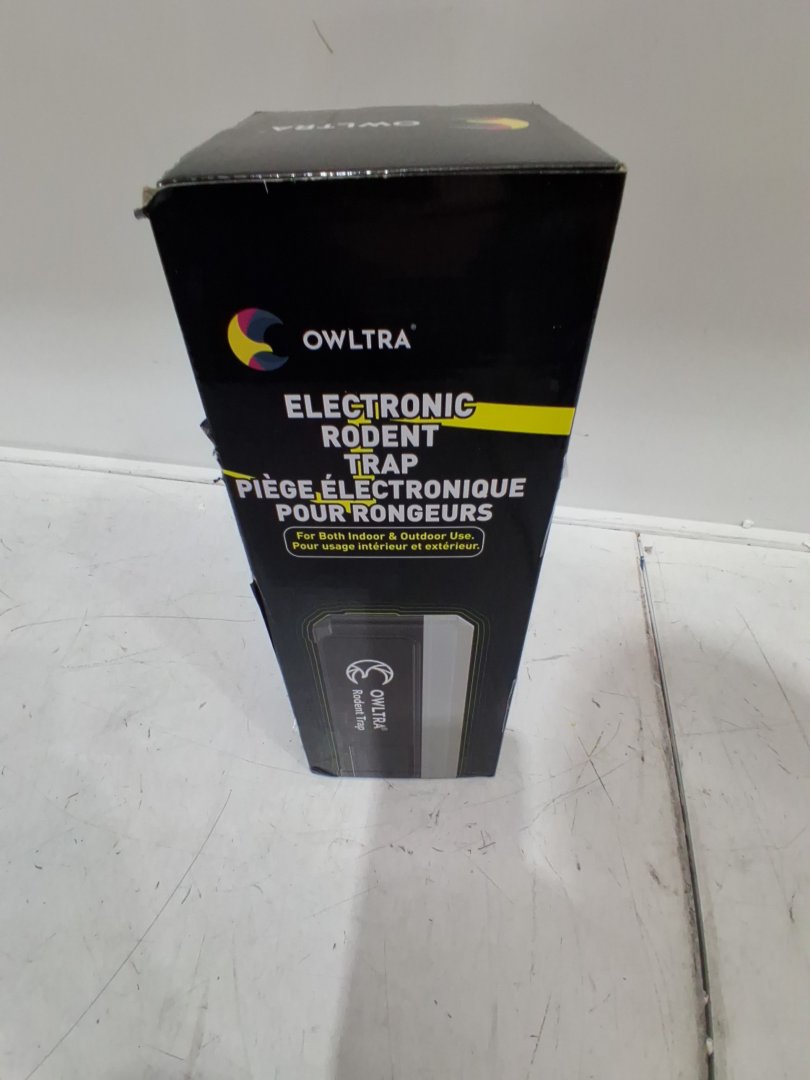 OWLTRA
OWLTRA®
ELECTRONIC
RODENT
TRAP
PIÈGE ÉLECTRONIQUE
POUR RONGEURS
For Both Indoor & Outdoor Use.
Pour usage intérieur et extérieur.
OWLTRA®
Rodent Trap